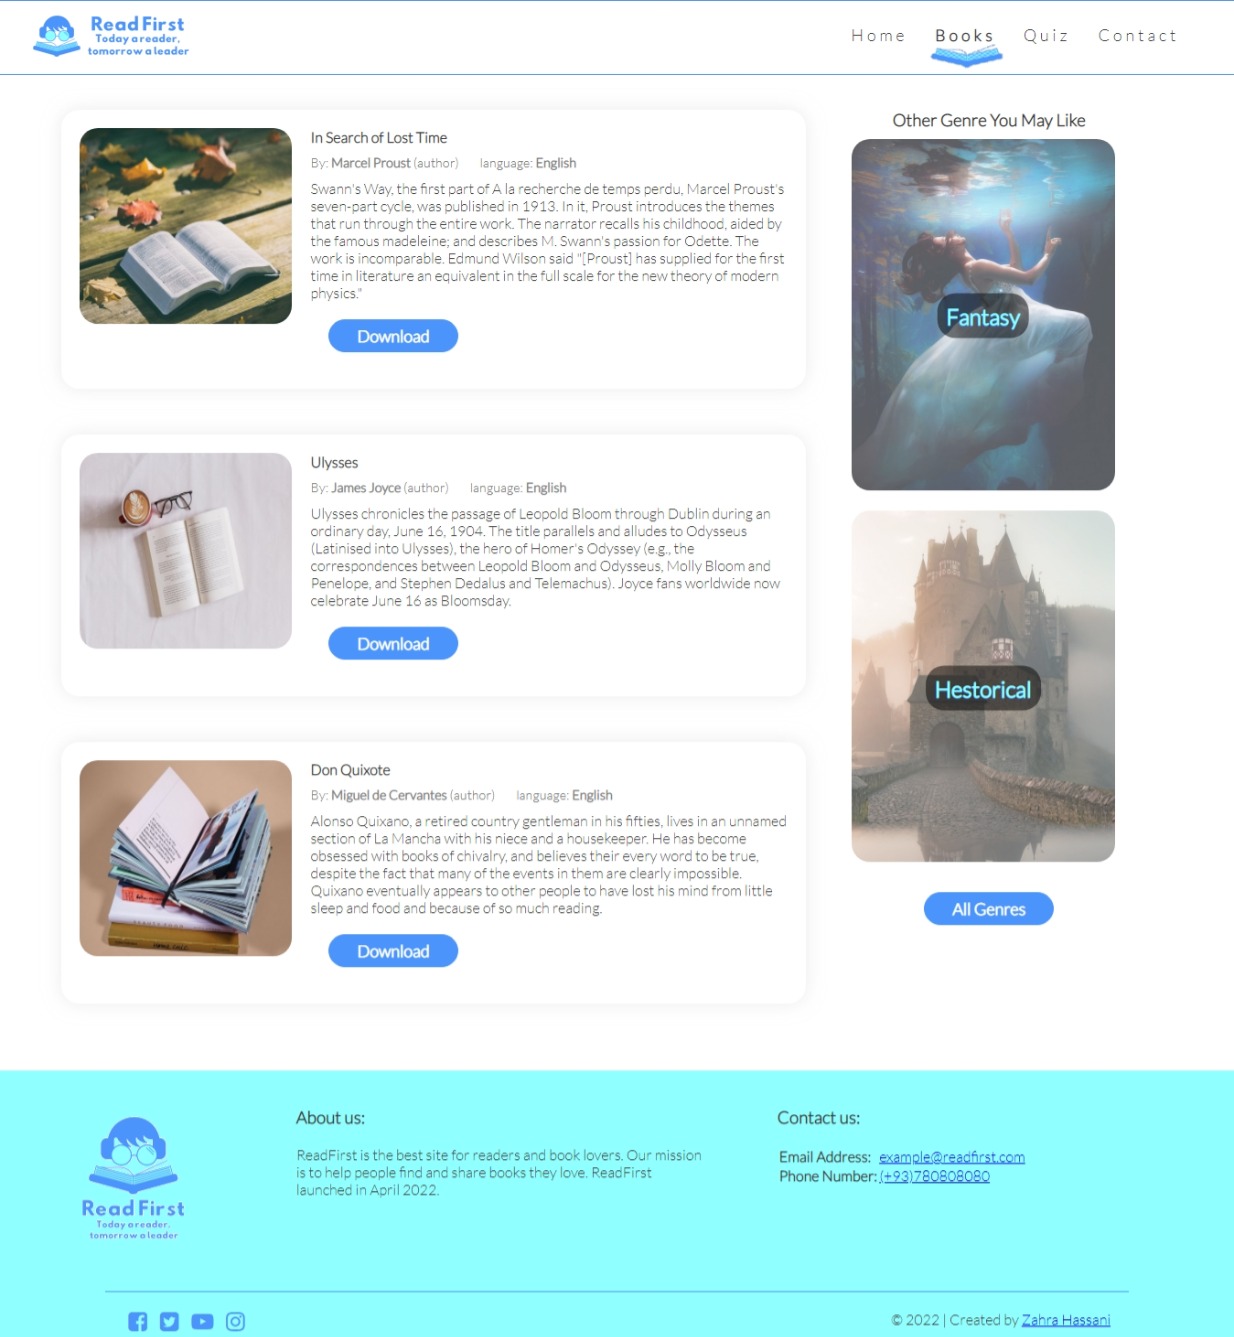 Read First
Today a reader,
tomorrow a leader
Home Books Quiz Contact
In Search of Lost Time
By: Marcel Proust (author) language: English
Swann's Way, the first part of A la recherche de temps perdu, Marcel Proust's
seven-part cycle, was published in 1913. In it, Proust introduces the themes
that run through the entire work. The narrator recalls his childhood, aided by
the famous madeleine; and describes M. Swann's passion for Odette. The
work is incomparable. Edmund Wilson said "[Proust] has supplied for the first
time in literature an equivalent in the full scale for the new theory of modern
physics."
Download
Ulysses
By: James Joyce (author) language: English
Ulysses chronicles the passage of Leopold Bloom through Dublin during an
ordinary day, June 16, 1904. The title parallels and alludes to Odysseus
(Latinised into Ulysses), the hero of Homer's Odyssey (e.g., the
correspondences between Leopold Bloom and Odysseus, Molly Bloom and
Penelope, and Stephen Dedalus and Telemachus). Joyce fans worldwide now
celebrate June 16 as Bloomsday.
Download
Don Quixote
By: Miguel de Cervantes (author) language: English
Alonso Quixano, a retired country gentleman in his fifties, lives in an unnamed
section of La Mancha with his niece and a housekeeper. He has become
obsessed with books of chivalry, and believes their every word to be true,
despite the fact that many of the events in them are clearly impossible.
Quixano eventually appears to other people to have lost his mind from little
sleep and food and because of so much reading.
Download
Other Genre You May Like
Fantasy
Hestorical
All Genres
Read First
Today a reader,
tomorrow a leader
About us:
ReadFirst is the best site for readers and book lovers. Our mission
is to help people find and share books they love. ReadFirst
launched in April 2022.
Contact us:
Email Address: example@readfirst.com
Phone Number: (+93)780808080
© 2022 | Created by Zahra Hassani